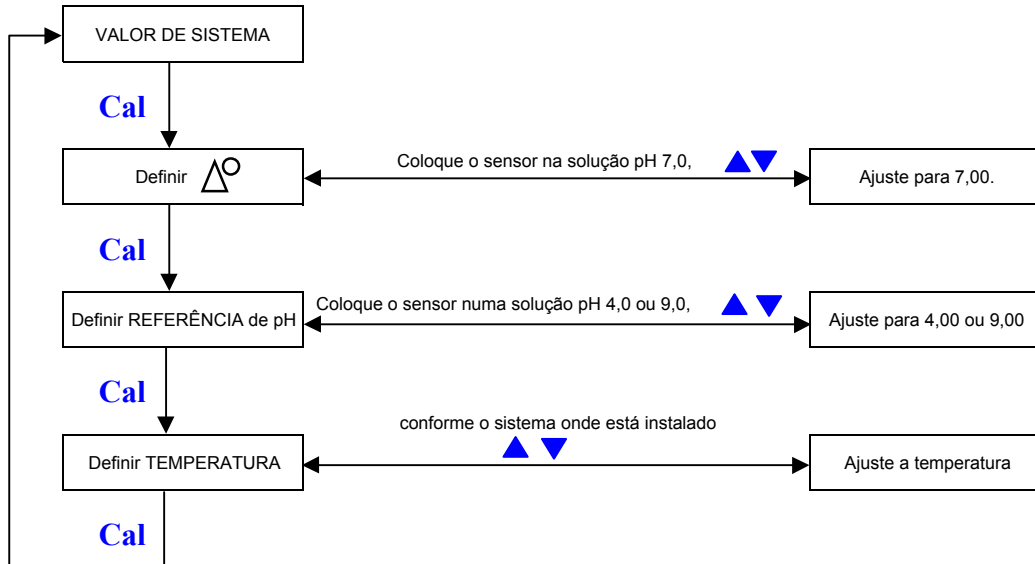 VALOR DE SISTEMA
Cal
Definir
Coloque o sensor na solução pH 7,0,
Ajuste para 7,00.
Cal
Definir REFERÊNCIA de pH
Coloque o sensor numa solução pH 4,0 ou 9,0,
Ajuste para 4,00 ou 9,00
Cal
conforme o sistema onde está instalado
Definir TEMPERATURA
Ajuste a temperatura
Cal